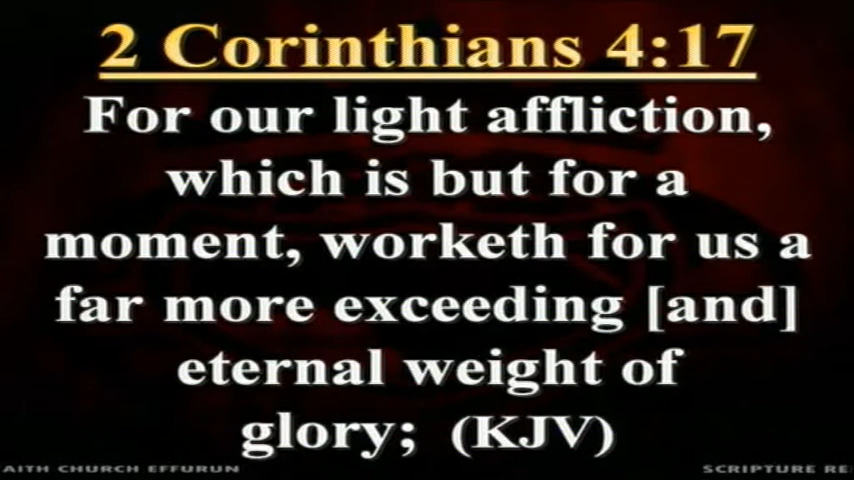 2 Corinthians 4:17
For our light affliction,
which is but for a
moment, worketh for us a
far more exceeding [and]
eternal weight of
glory; (KJV)
AITH CHURCH EFFURUN
SCRIPTURE RE